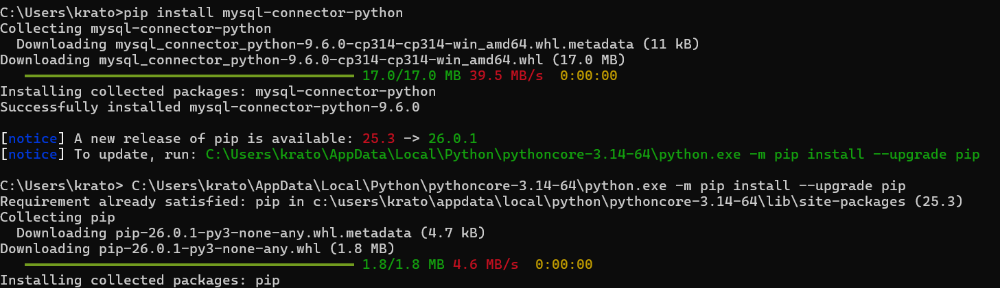 C:\Users\krato>pip install mysql-connector-python
Collecting mysql-connector-python
  Downloading mysql_connector_python-9.6.0-cp314-cp314-win_amd64.whl.metadata (11 kB)
Downloading mysql_connector_python-9.6.0-cp314-cp314-win_amd64.whl (17.0 MB)
17.0/17.0 MB 39.5 MB/s  0:00:00
Installing collected packages: mysql-connector-python
Successfully installed mysql-connector-python-9.6.0
[notice] A new release of pip is available: 25.3 -> 26.0.1
[notice] To update, run: C:\Users\krato\AppData\Local\Python\pythoncore-3.14-64\python.exe -m pip install --upgrade pip
C:\Users\krato> C:\Users\krato\AppData\Local\Python\pythoncore-3.14-64\python.exe -m pip install --upgrade pip
Requirement already satisfied: pip in c:\users\krato\appdata\local\python\pythoncore-3.14-64\lib\site-packages (25.3)
Collecting pip
  Downloading pip-26.0.1-py3-none-any.whl.metadata (4.7 kB)
Downloading pip-26.0.1-py3-none-any.whl (1.8 MB)
1.8/1.8 MB 4.6 MB/s  0:00:00
Installing collected packages: pip